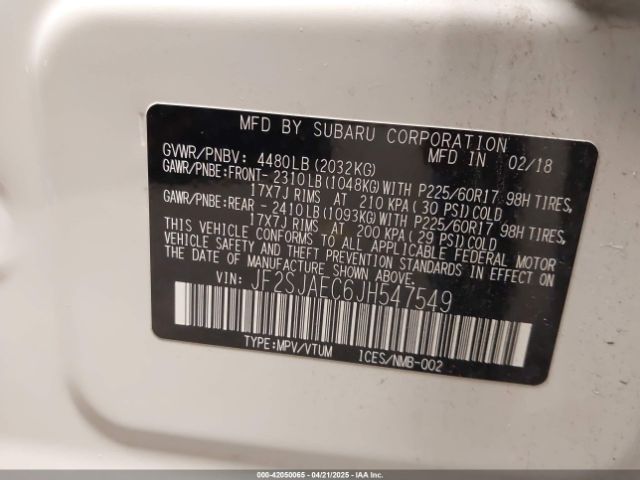 MFD BY SUBARU CORPORATION
GVWR/PNBV: 4480LB(2032KG) MFD IN 02/18
GAWR/PNBE:FRONT-2310LB(1048KG)WITH P225/60R17 98H TIRES,
17X7J RIMS AT 210 KPA(30 PSI)COLD
GAWR/PNBE:REAR -2410LB(1093KG)WITH P225/60R17 98H TIRES,
17X7J RIMS AT 200 KPA(29 PSI)COLD
THIS VEHICLE CONFORMS TO ALL APPLICABLE FEDERAL MOTOR
VEHICLE SAFETY AND THEFT PREVENTION STANDARDS IN EFFECT ON
THE DATE OF MANUFACTURE SHOWN ABOVE.
VIN: JF2SJAEC6JH547549
TYPE:MPV/VTUM ICES/NMB-002
000-42050065 - 04/21/2025 - Copyright IAA, LLC